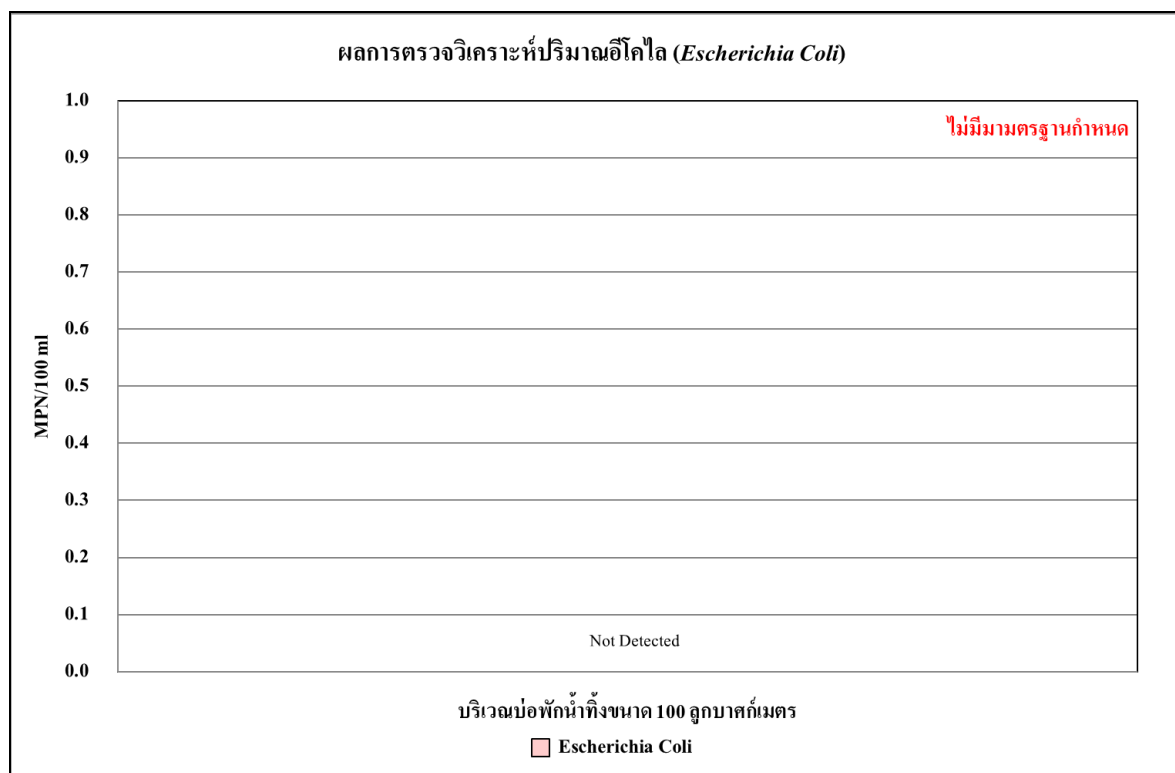 ผลการตรวจวิเคราะห์ปริมาณอีโคไล (Escherichia Coli)
1.0
ไม่มีมามตรฐานกำหนด
0.9
0.8
0.7
0.6
0.5
0.4
0.3
0.2
0.1
0.0
MPN/100 ml
Not Detected
บริเวณบ่อพักน้ำทิ้งขนาด 100 ลูกบาศก์เมตร
Escherichia Coli